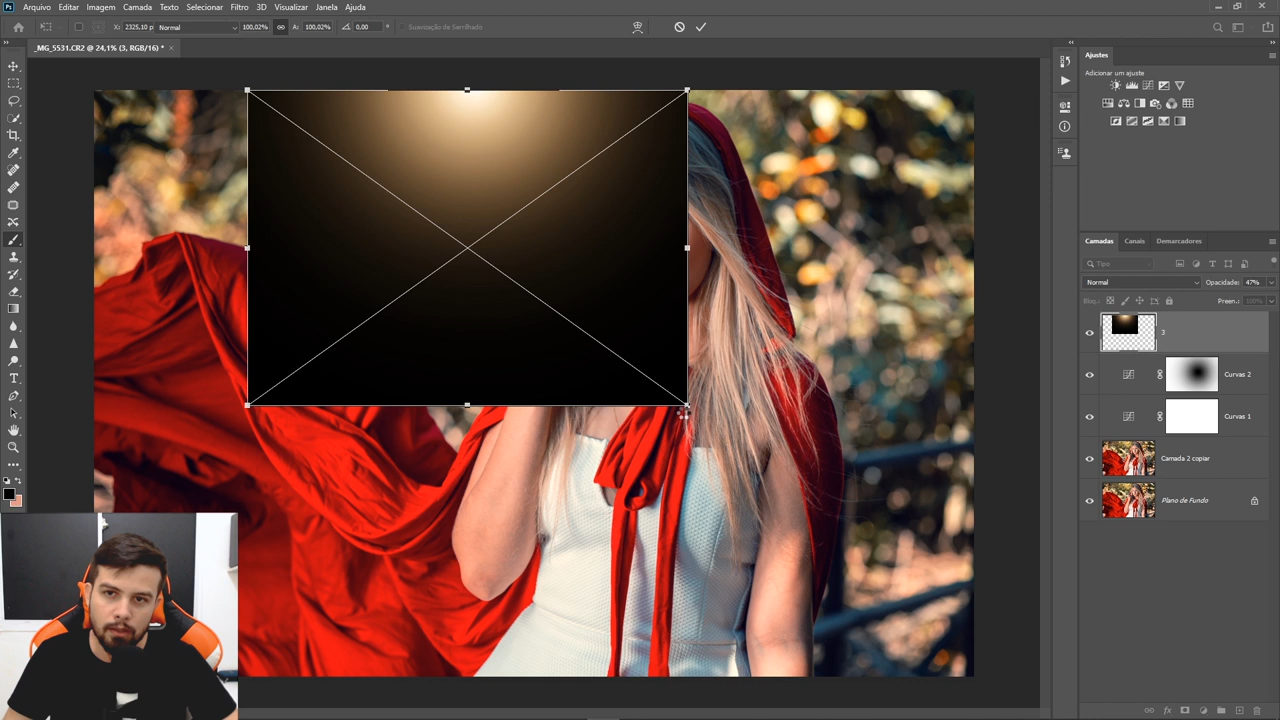 Ps Arquivo Editar Imagem Camada Texto Selecionar Filtro 3D Visualizar Janela Ajuda
X: 2325,10 p Normal 100,02% A: 100,02% 0,00 ° Suavização de Serrilhado
_MG_5531.CR2 @ 24,1% (3, RGB/16) * ×
Ajustes
Adicionar um ajuste
Camadas Canais Demarcadores
Tipo
Normal Opacidade: 47%
Bloq.: Preen.: 100%
3
Curvas 2
Curvas 1
Camada 2 copiar
Plano de Fundo